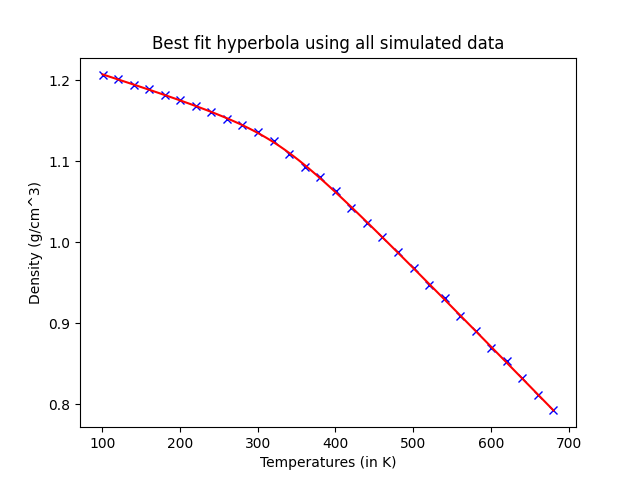 Best fit hyperbola using all simulated data
1.2
1.1
1.0
0.9
0.8
Density (g/cm^3)
100 200 300 400 500 600 700
Temperatures (in K)